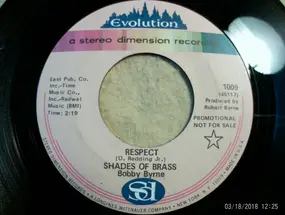 Evolution
a stereo dimension record
East Pub. Co.
Inc.-Time
Music Co.,
Inc.-Redwal
Music (BMI)
Time: 2:19
1009
(45117)
Produced by
Robert Byrne
PROMOTIONAL
NOT FOR SALE
RESPECT
(O. Redding Jr.)
SHADES OF BRASS
Bobby Byrne
NEW YORK, N.Y.
03/18/2018 12:25